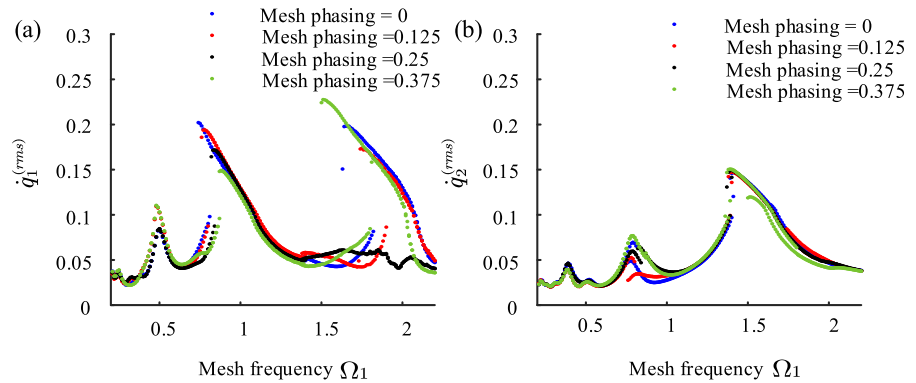 (a)
Mesh phasing = 0
Mesh phasing =0.125
Mesh phasing =0.25
Mesh phasing =0.375
0.3
0.25
0.2
0.15
0.1
0.05
0
q̇₁⁽ʳᵐˢ⁾
0.5 1 1.5 2
Mesh frequency Ω₁
(b)
Mesh phasing = 0
Mesh phasing =0.125
Mesh phasing =0.25
Mesh phasing =0.375
0.3
0.25
0.2
0.15
0.1
0.05
0
q̇₂⁽ʳᵐˢ⁾
0.5 1 1.5 2
Mesh frequency Ω₁